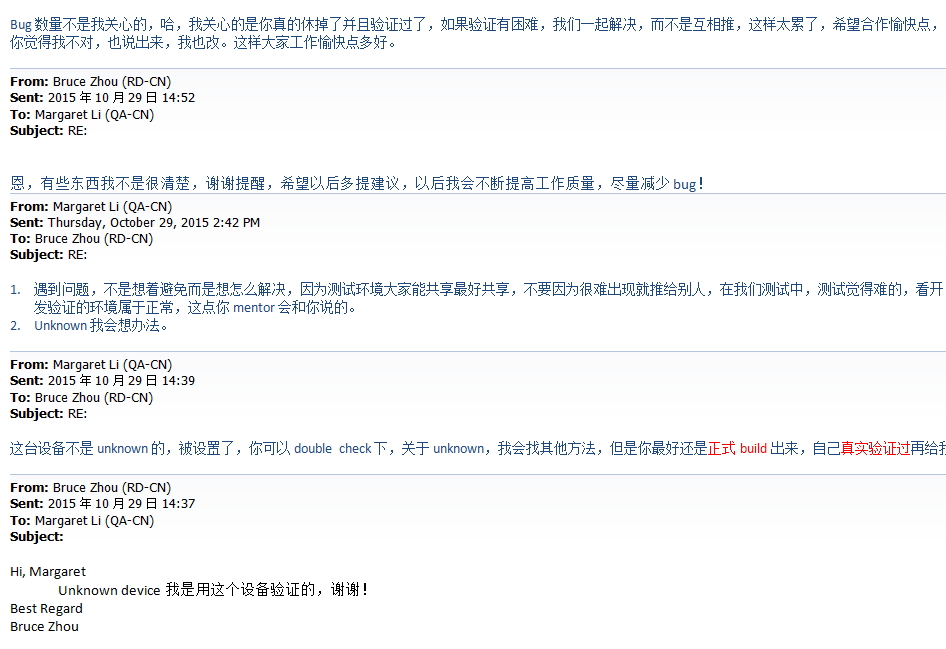 Bug 数量不是我关心的，哈，我关心的是你真的休掉了并且验证过了，如果验证有困难，我们一起解决，而不是互相推，这样太累了，希望合作愉快点，
你觉得我不对，也说出来，我也改。这样大家工作愉快点多好。
From: Bruce Zhou (RD-CN)
Sent: 2015 年 10 月 29 日 14:52
To: Margaret Li (QA-CN)
Subject: RE:
恩，有些东西我不是很清楚，谢谢提醒，希望以后多提建议，以后我会不断提高工作质量，尽量减少 bug！
From: Margaret Li (QA-CN)
Sent: Thursday, October 29, 2015 2:42 PM
To: Bruce Zhou (RD-CN)
Subject: RE:
1. 遇到问题，不是想着避免而是想怎么解决，因为测试环境大家能共享最好共享，不要因为很难出现就推给别人，在我们测试中，测试觉得难的，看开
发验证的环境属于正常，这点你 mentor 会和你说的。
2. Unknown 我会想办法。
From: Margaret Li (QA-CN)
Sent: 2015 年 10 月 29 日 14:39
To: Bruce Zhou (RD-CN)
Subject: RE:
这台设备不是 unknown 的，被设置了，你可以 double check 下，关于 unknown，我会找其他方法，但是你最好还是正式 build 出来，自己真实验证过再给我
From: Bruce Zhou (RD-CN)
Sent: 2015 年 10 月 29 日 14:37
To: Margaret Li (QA-CN)
Subject:
Hi, Margaret
Unknown device 我是用这个设备验证的，谢谢！
Best Regard
Bruce Zhou